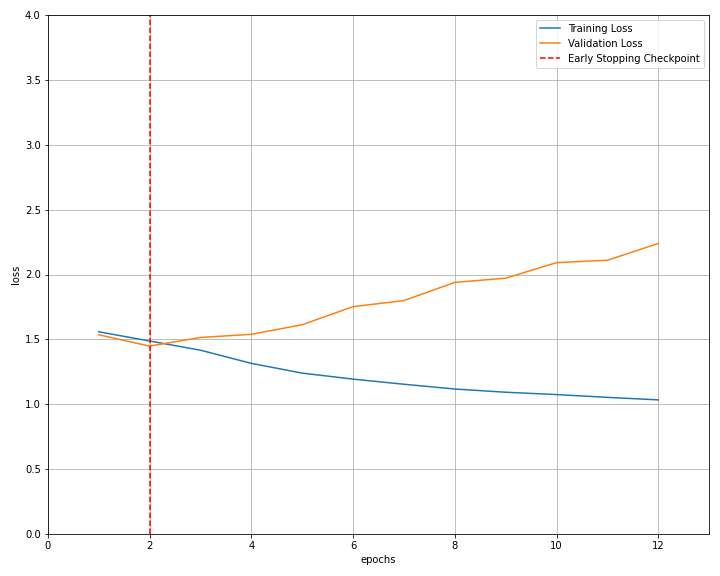 4.0
3.5
3.0
2.5
2.0
1.5
1.0
0.5
0.0
loss
Training Loss
Validation Loss
Early Stopping Checkpoint
0 2 4 6 8 10 12
epochs